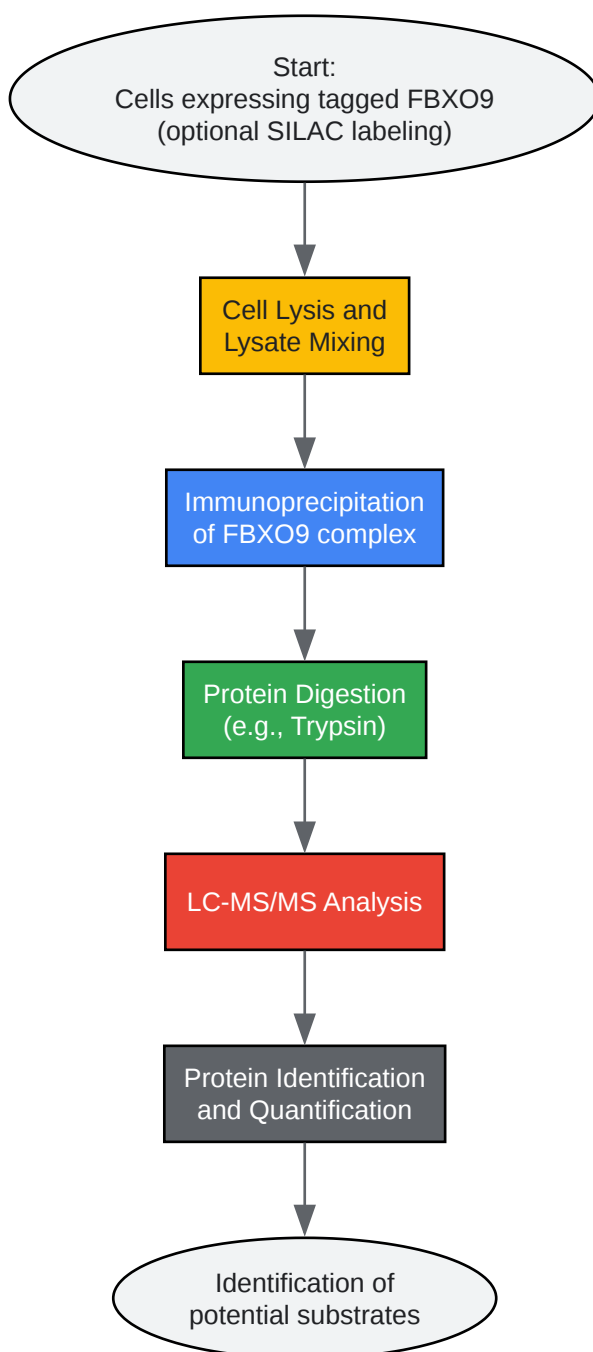 Start:
Cells expressing tagged FBXO9
(optional SILAC labeling)
Cell Lysis and
Lysate Mixing
Immunoprecipitation
of FBXO9 complex
Protein Digestion
(e.g., Trypsin)
LC-MS/MS Analysis
Protein Identification
and Quantification
Identification of
potential substrates